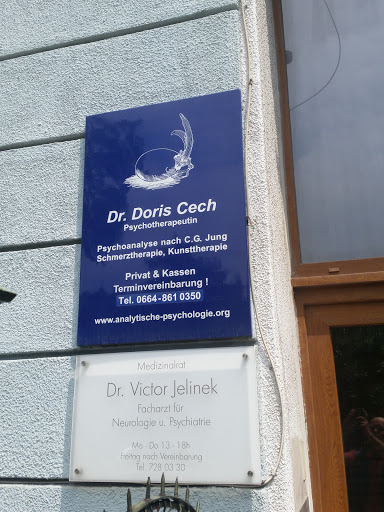 Dr. Doris Cech
Psychotherapeutin
Psychoanalyse nach C.G. Jung
Schmerztherapie, Kunsttherapie
Privat & Kassen
Terminvereinbarung !
Tel. 0664-861 0350
www.analytische-psychologie.org
Medizinalrat
Dr. Victor Jelinek
Facharzt für
Neurologie u. Psychiatrie
Mo - Do 13 - 18h
Freitag nach Vereinbarung
Tel. 728 03 30